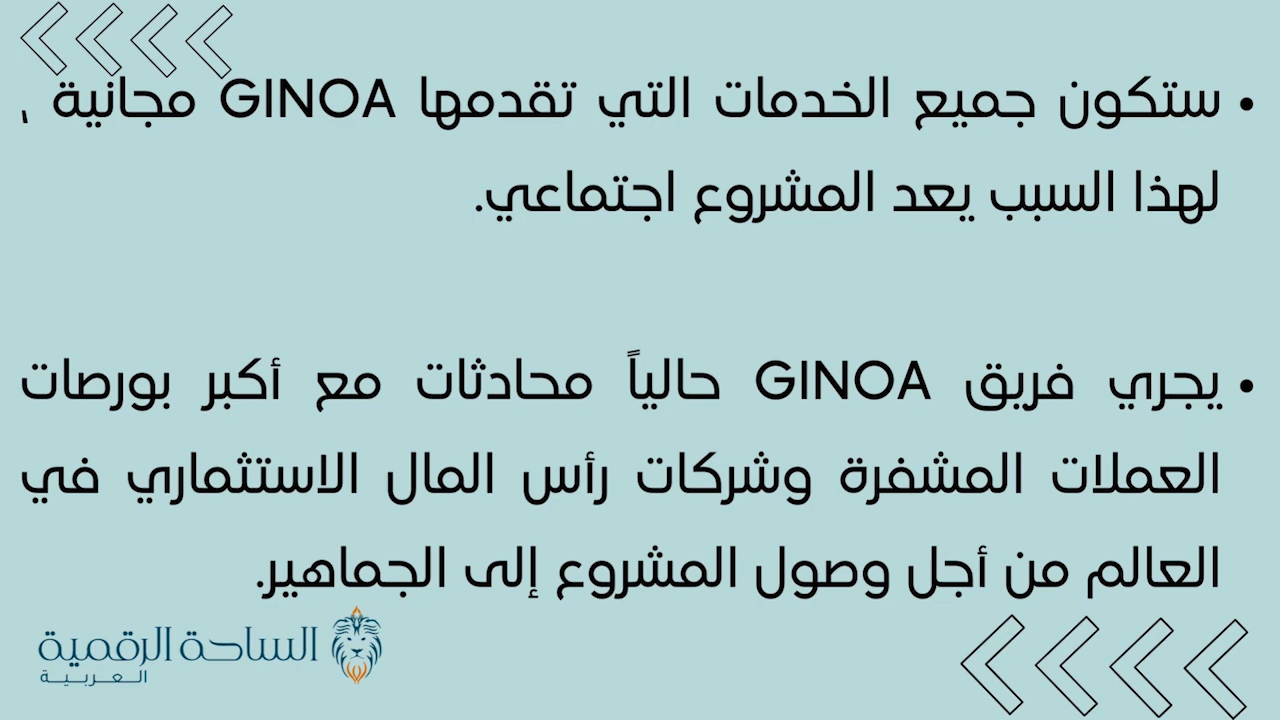 • ستكون جميع الخدمات التي تقدمها GINOA مجانية ،
لهذا السبب يعد المشروع اجتماعي.
• يجري فريق GINOA حالياً محادثات مع أكبر بورصات
العملات المشفرة وشركات رأس المال الاستثماري في
العالم من أجل وصول المشروع إلى الجماهير.
الساحة الرقمية
العربية